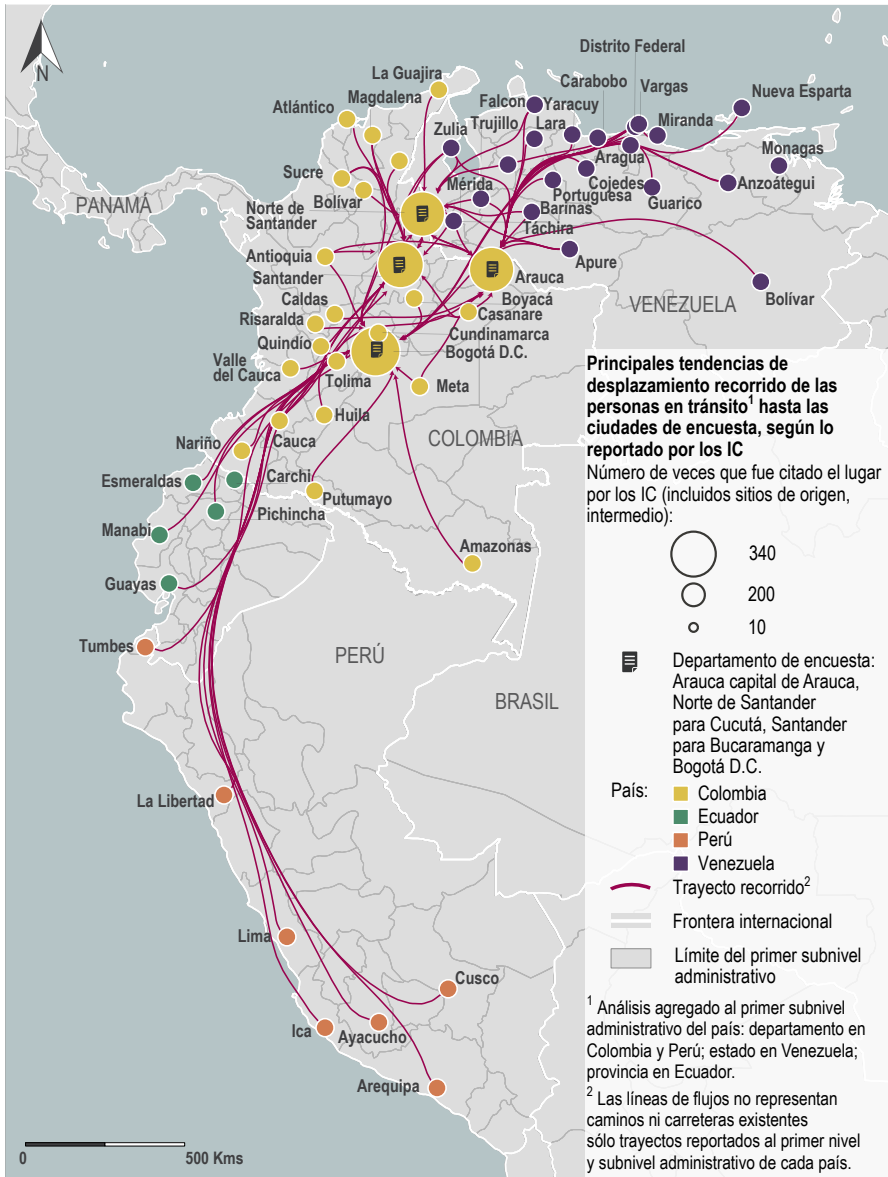 N
La Guajira
Magdalena
Atlántico
Sucre
Bolívar
Norte de
Santander
Antioquia
Santander
Caldas
Risaralda
Quindío
Valle
del Cauca
Tolima
Huila
Cauca
Nariño
Putumayo
Amazonas
Meta
Bogotá D.C.
Cundinamarca
Casanare
Boyacá
Arauca
Distrito Federal
Carabobo
Vargas
Falcon
Yaracuy
Trujillo
Lara
Zulia
Miranda
Nueva Esparta
Monagas
Aragua
Anzoátegui
Mérida
Cojedes
Portuguesa
Guarico
Barinas
Táchira
Apure
Bolívar
PANAMÁ
VENEZUELA
COLOMBIA
PERÚ
BRASIL
Esmeraldas
Carchi
Pichincha
Manabi
Guayas
Tumbes
La Libertad
Lima
Cusco
Ica
Ayacucho
Arequipa
0
500 Kms
Principales tendencias de
desplazamiento recorrido de las
personas en tránsito¹ hasta las
ciudades de encuesta, según lo
reportado por los IC
Número de veces que fue citado el lugar
por los IC (incluidos sitios de origen,
intermedio):
340
200
10
Departamento de encuesta:
Arauca capital de Arauca,
Norte de Santander
para Cucutá, Santander
para Bucaramanga y
Bogotá D.C.
País:
Colombia
Ecuador
Perú
Venezuela
Trayecto recorrido²
Frontera internacional
Límite del primer subnivel
administrativo
¹ Análisis agregado al primer subnivel
administrativo del país: departamento en
Colombia y Perú; estado en Venezuela;
provincia en Ecuador.
² Las líneas de flujos no representan
caminos ni carreteras existentes
sólo trayectos reportados al primer nivel
y subnivel administrativo de cada país.